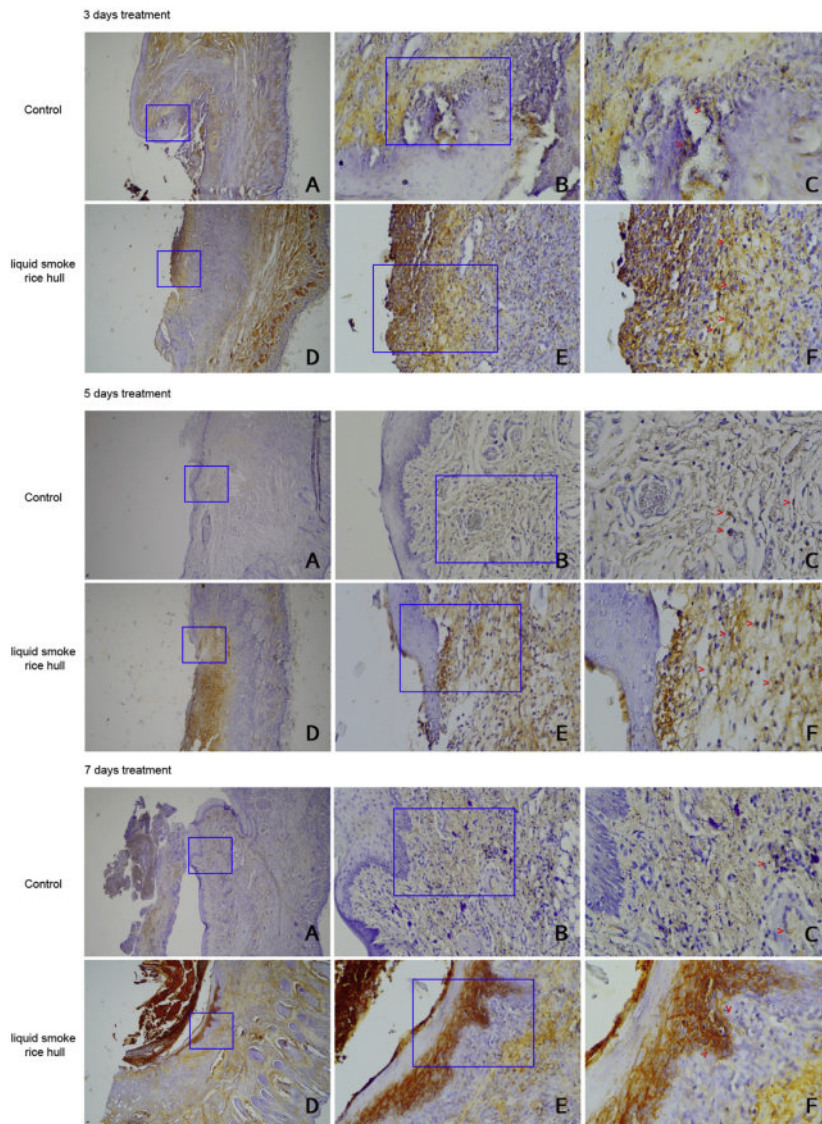 3 days treatment
Control
A
B
C
liquid smoke
rice hull
D
E
F
5 days treatment
Control
A
B
C
liquid smoke
rice hull
D
E
F
7 days treatment
Control
A
B
C
liquid smoke
rice hull
D
E
F